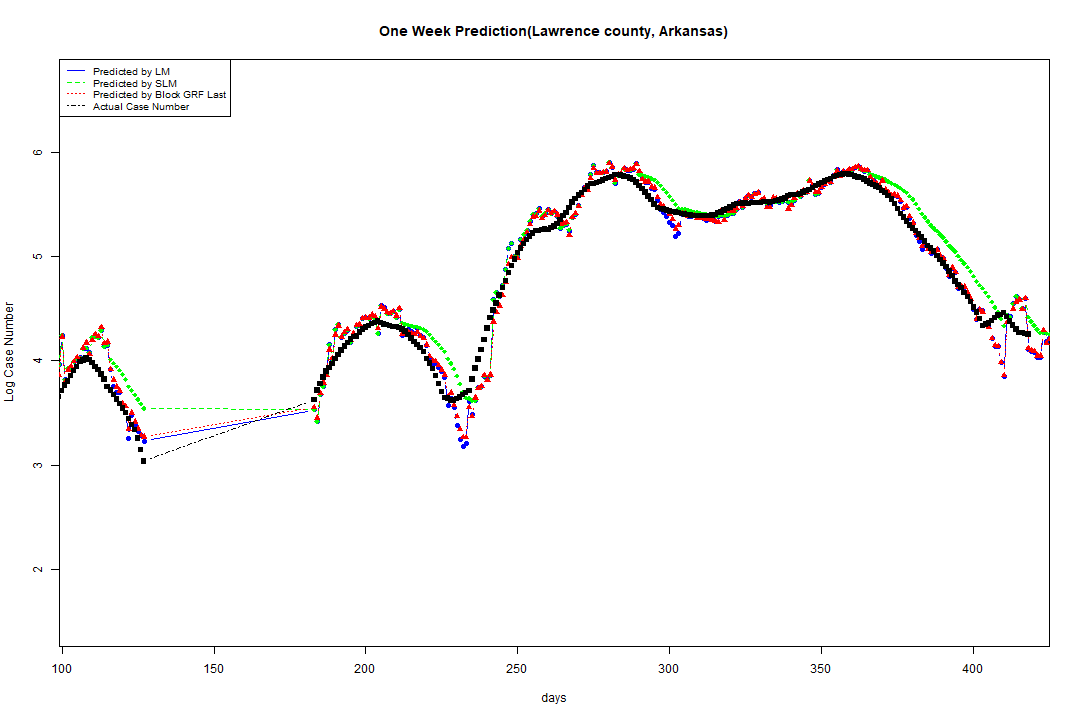 One Week Prediction(Lawrence county, Arkansas)
Predicted by LM
Predicted by SLM
Predicted by Block GRF Last
Actual Case Number
6
5
4
3
2
Log Case Number
100 150 200 250 300 350 400
days